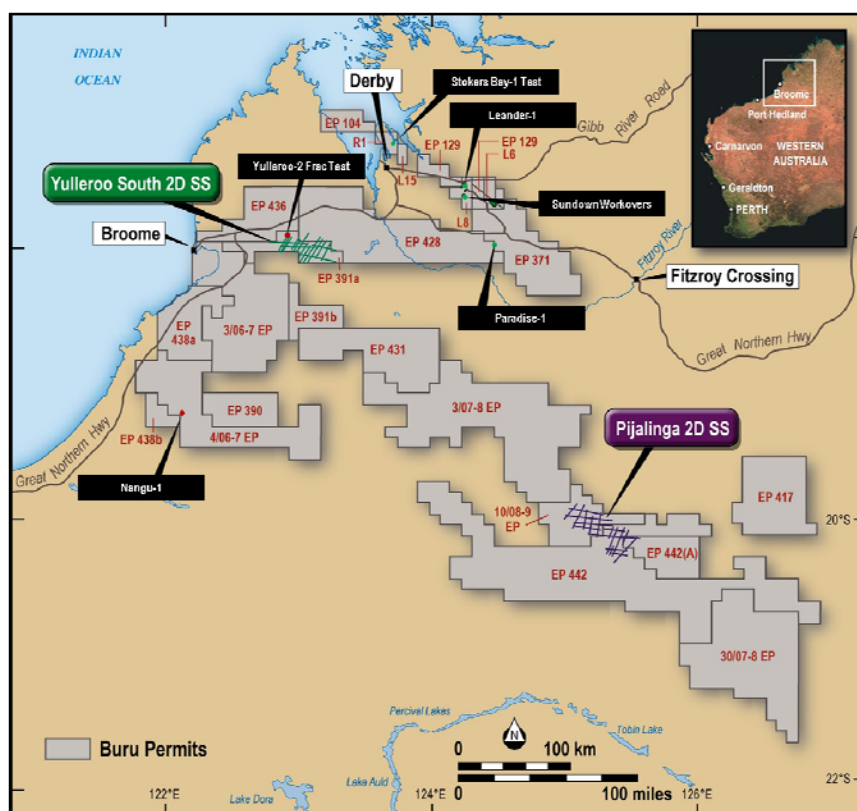 INDIAN
OCEAN
Derby
Stokers Bay-1 Test
Leander-1
Gibb River Road
Broome
Port Hedland
Carnarvon
WESTERN
AUSTRALIA
Geraldton
PERTH
EP 104
R1
EP 129
EP 129
L6
L15
L8
Yulleroo-2 Frac Test
Yulleroo South 2D SS
EP 436
Sundown Workovers
Broome
EP 428
EP 371
Fitzroy River
Fitzroy Crossing
EP 391a
Paradise-1
EP 391b
EP
438a
3/06-7 EP
EP 431
Great Northern Hwy
EP 390
3/07-8 EP
Pijalinga 2D SS
EP 438b
4/06-7 EP
Great Northern Hwy
Nangu-1
10/08-9
EP
EP 417
20°S
EP 442(A)
EP 442
30/07-8 EP
Percival Lakes
Tobin Lake
Buru Permits
N
0 100 km
0 100 miles
Lake Auld
Lake Dora
122°E
124°E
126°E
22°S